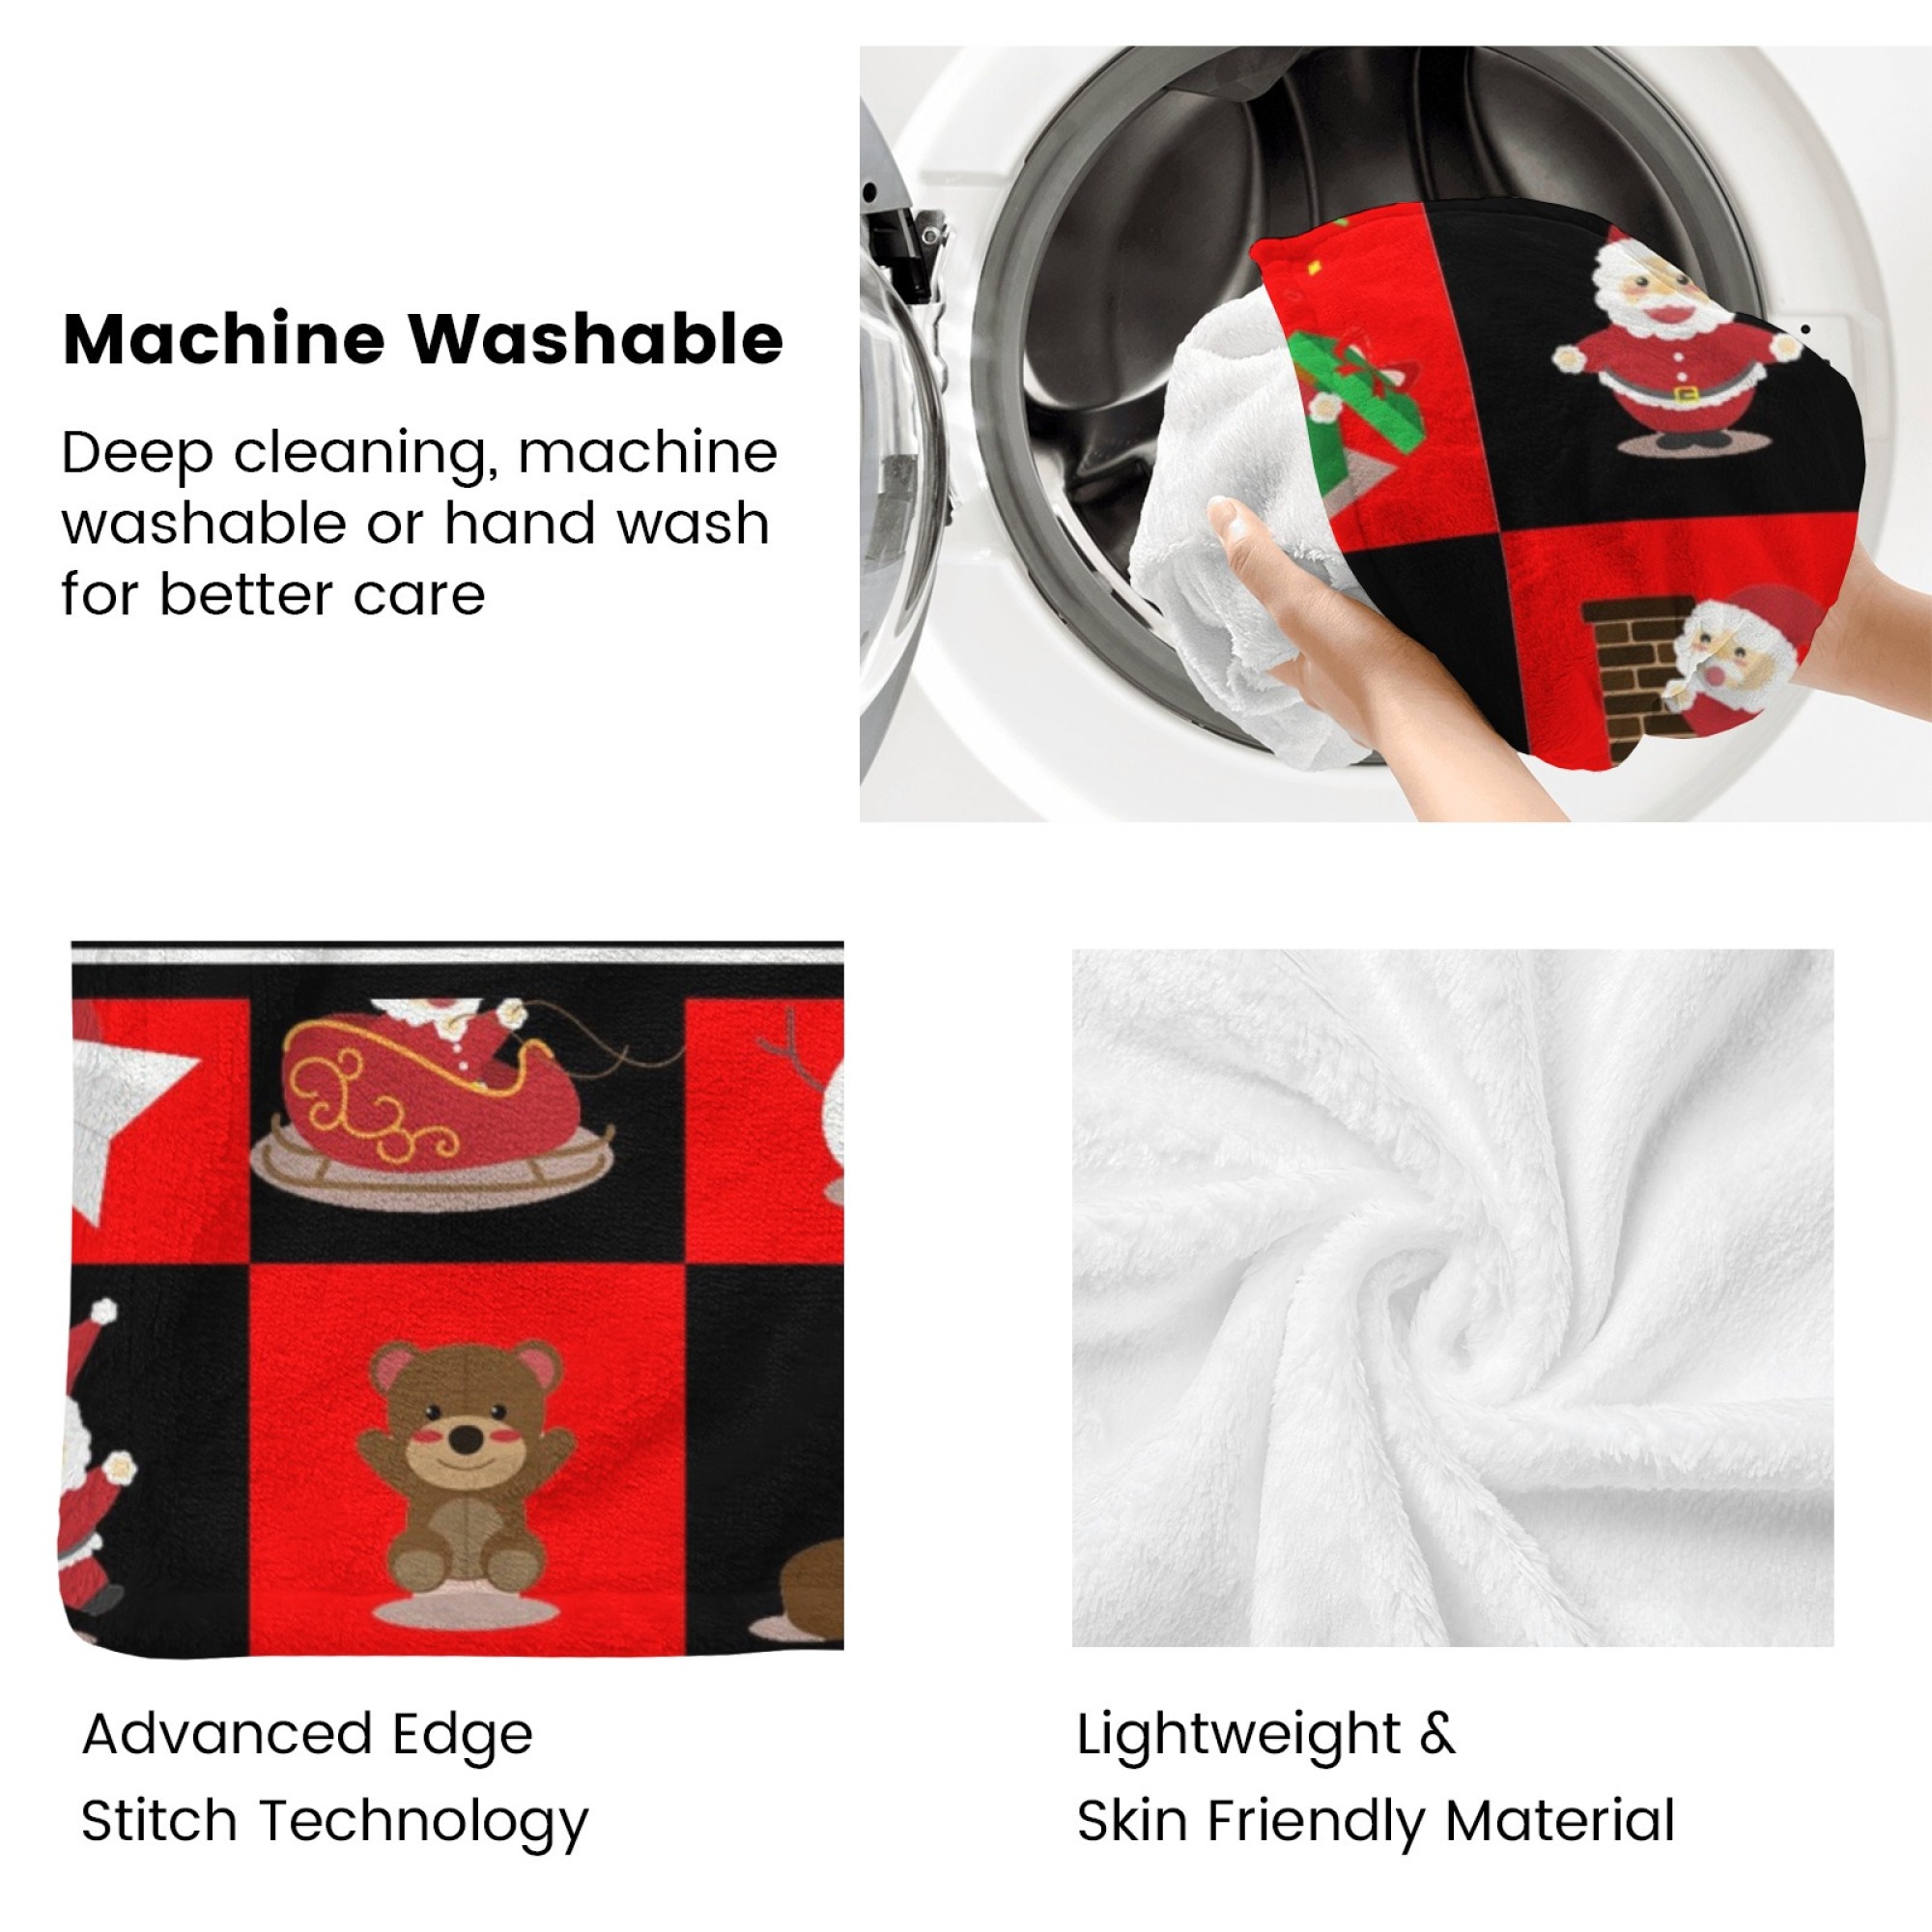 Machine Washable
Deep cleaning, machine
washable or hand wash
for better care
Advanced Edge
Stitch Technology
Lightweight &
Skin Friendly Material